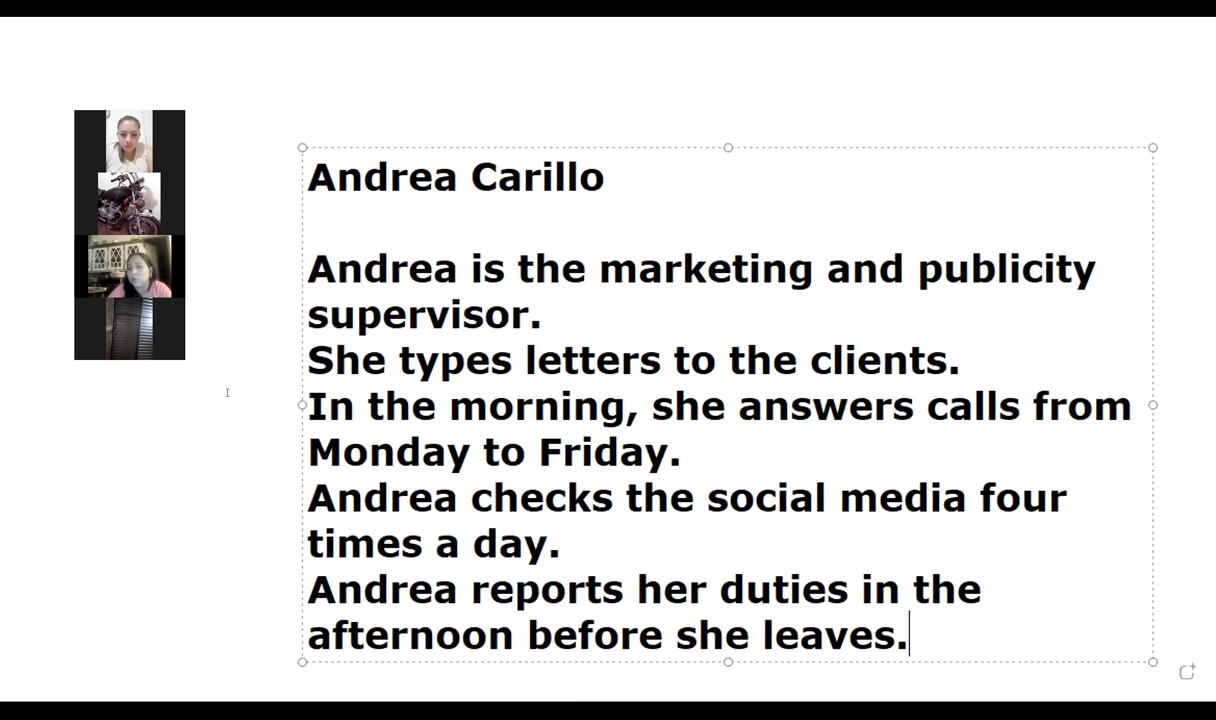 Andrea Carillo
Andrea is the marketing and publicity
supervisor.
She types letters to the clients.
In the morning, she answers calls from
Monday to Friday.
Andrea checks the social media four
times a day.
Andrea reports her duties in the
afternoon before she leaves.